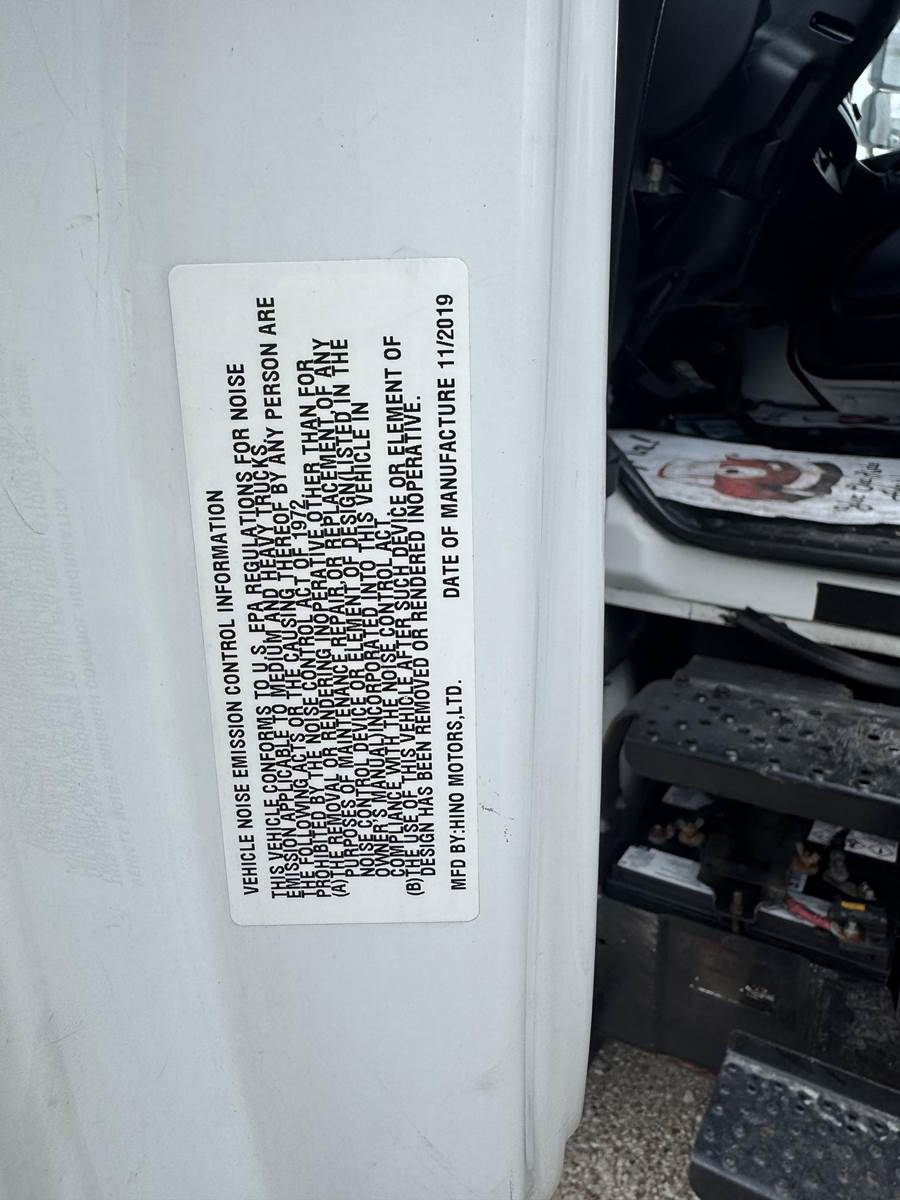 VEHICLE NOISE EMISSION CONTROL INFORMATION
THIS VEHICLE CONFORMS TO U.S. EPA REGULATIONS FOR NOISE
EMISSION APPLICABLE TO MEDIUM AND HEAVY TRUCKS.
THE FOLLOWING ACTS OR THE CAUSING THEREOF BY ANY PERSON ARE
PROHIBITED BY THE NOISE CONTROL ACT OF 1972.
(A)THE REMOVAL OR RENDERING INOPERATIVE OTHER THAN FOR
PURPOSES OF MAINTENANCE,REPAIR,OR REPLACEMENT,OF ANY
NOISE CONTROL DEVICE OR ELEMENT OF DESIGN(LISTED IN THE
OWNER'S MANUAL)INCORPORATED INTO THIS VEHICLE IN
COMPLIANCE WITH THE NOISE CONTROL ACT
(B)THE USE OF THIS VEHICLE AFTER SUCH DEVICE OR ELEMENT OF
DESIGN HAS BEEN REMOVED OR RENDERED INOPERATIVE.
MFD BY:HINO MOTORS,LTD. DATE OF MANUFACTURE 11/2019